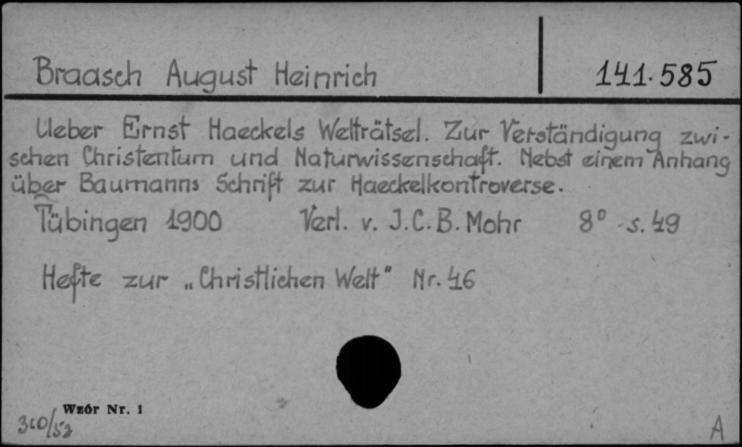 Braasch August Heinrich 141.585
Ueber Ernst Haeckels Welträtsel. Zur Verständigung zwi-
schen Christentum und Naturwissenschaft. Nebst einem Anhang
über Baumanns Schrift zur Haeckelkontroverse.
Tübingen 1900 Verl. v. J.C.B. Mohr 8° s. 49
Hefte zur „Christlichen Welt" Nr. 46
Wzór Nr. 1
A